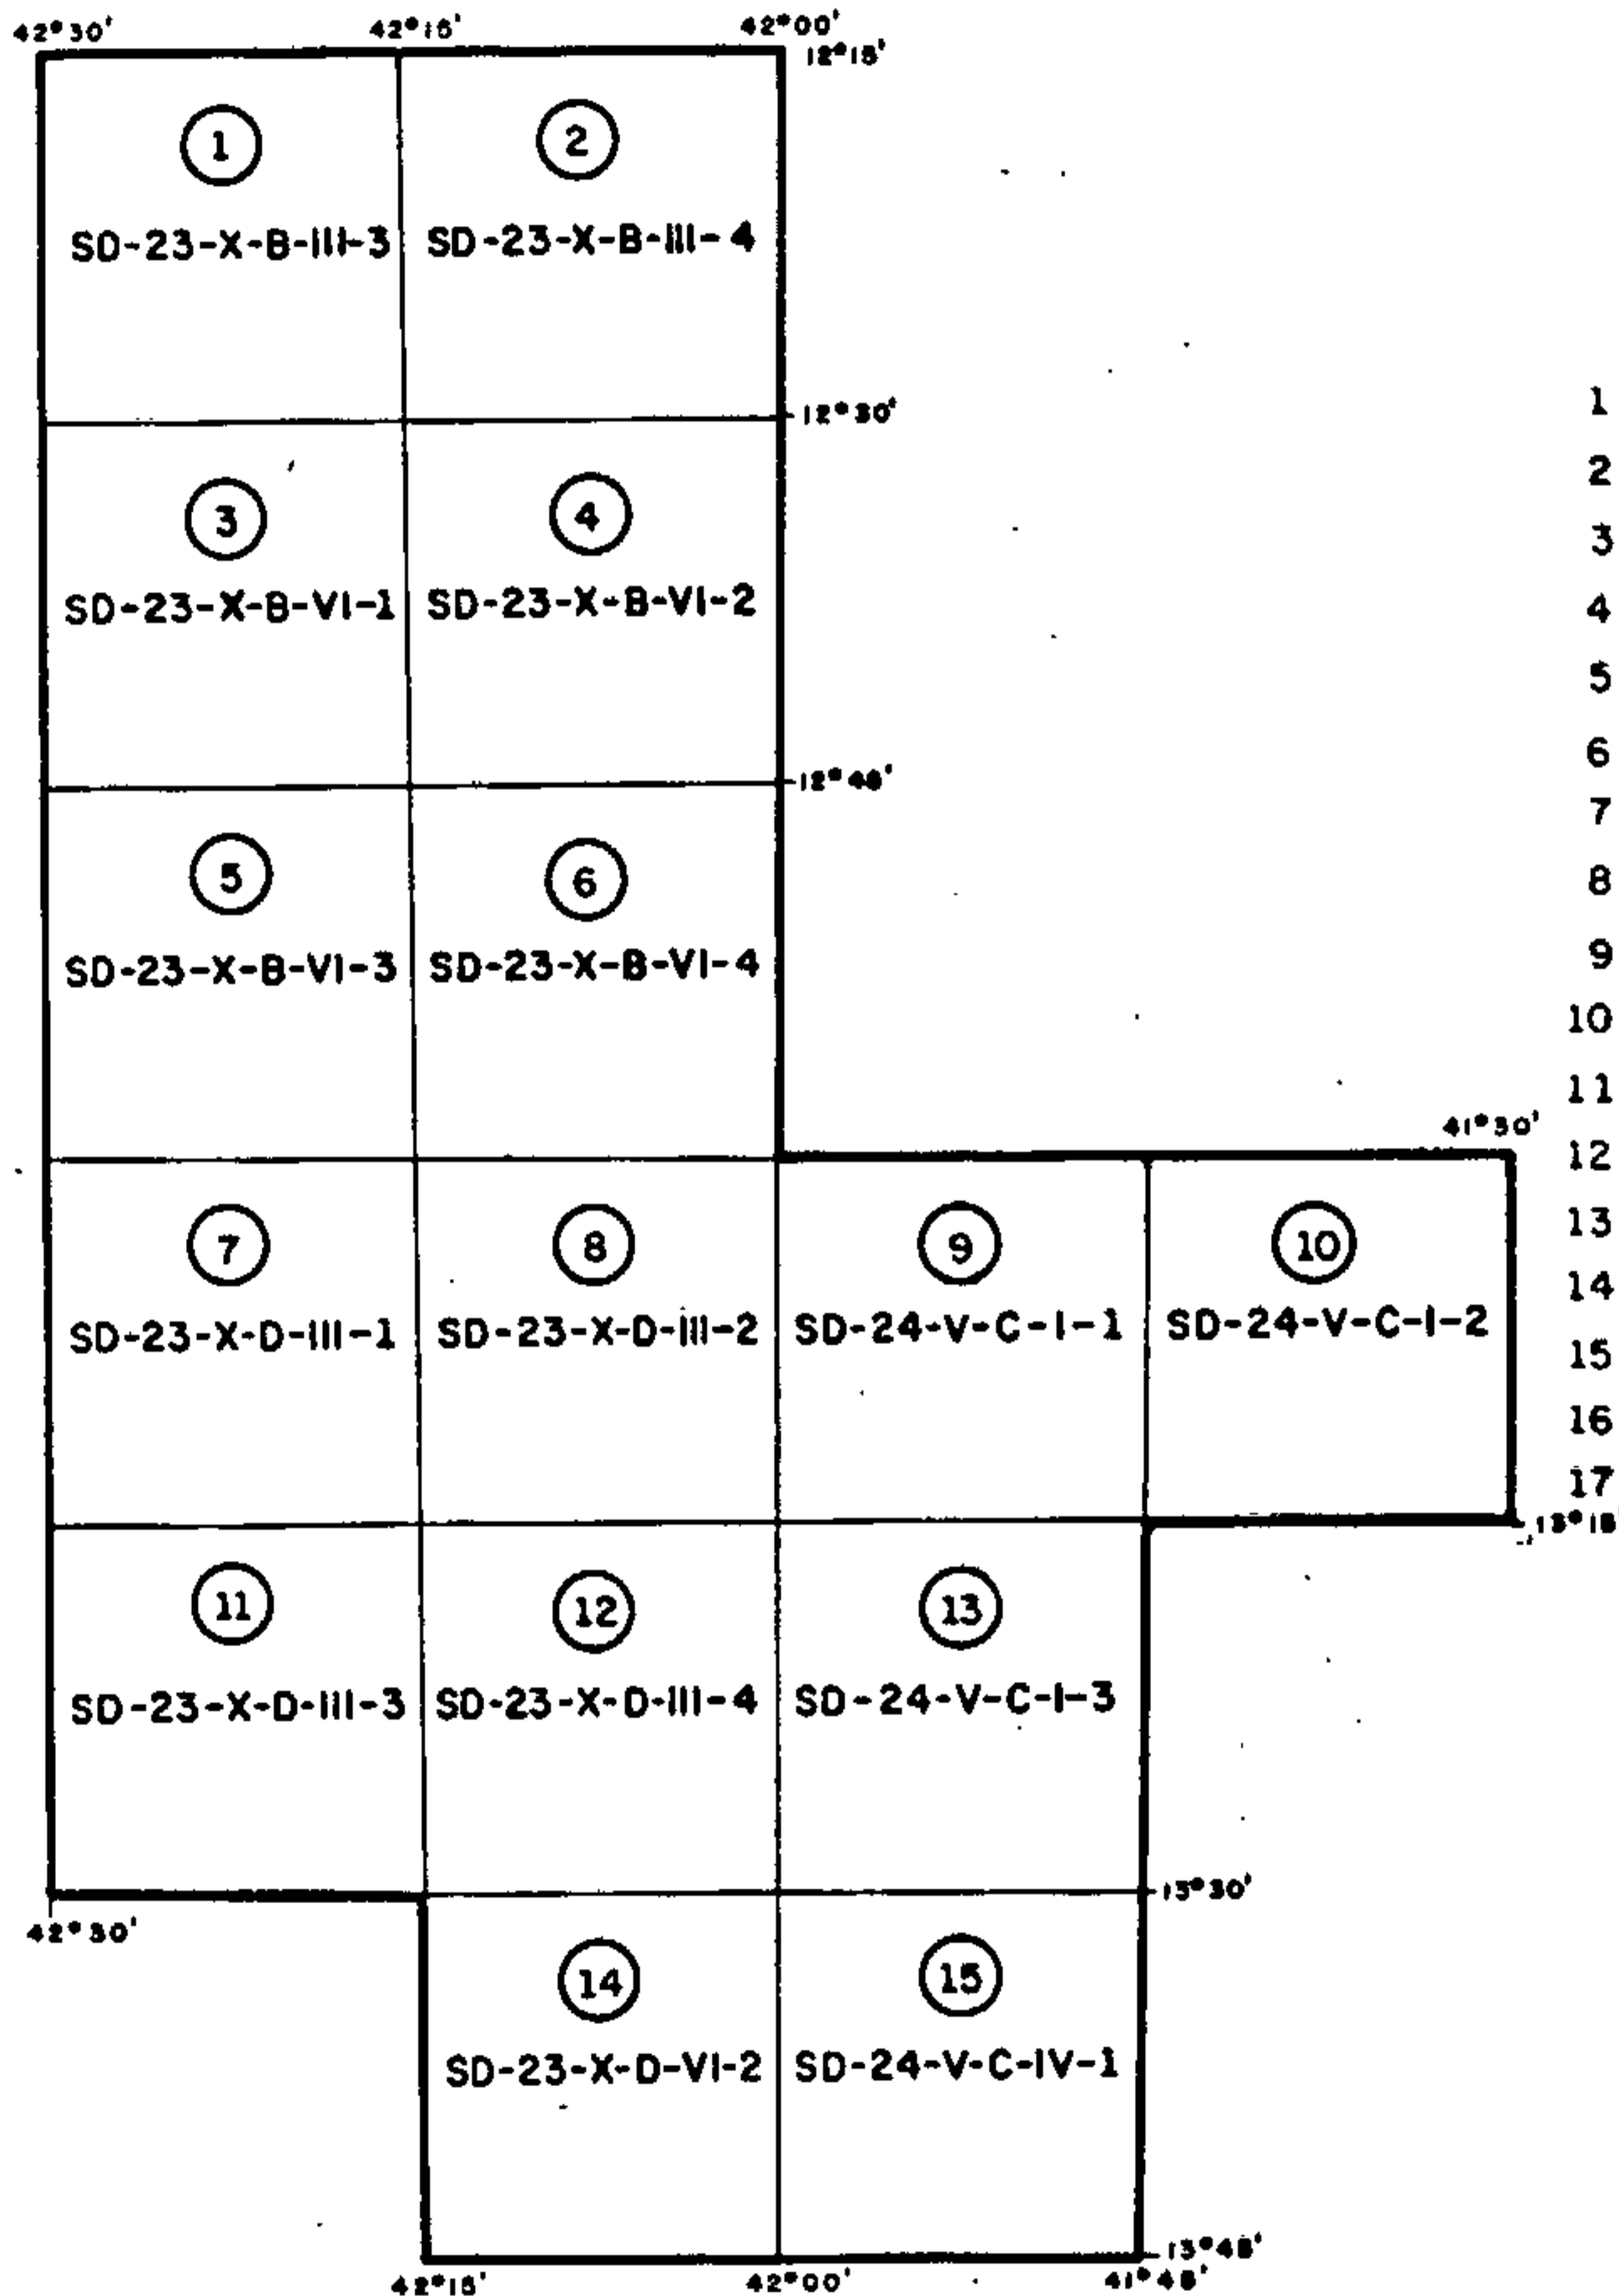 42°30' 42°15' 42°00'
12°15'
1 2
SD-23-X-B-III-3 SD-23-X-B-III-4
12°30'
1
2
3 4
3
SD-23-X-B-VI-1 SD-23-X-B-VI-2
4
5
6
12°45'
7
5 6
8
SD-23-X-B-VI-3 SD-23-X-B-VI-4
9
10
11
41°30'
12
13
7 8 9 10
14
SD-23-X-D-III-1 SD-23-X-D-III-2 SD-24-V-C-I-1 SD-24-V-C-I-2
15
16
17
13°15'
11 12 13
SD-23-X-D-III-3 SD-23-X-D-III-4 SD-24-V-C-I-3
13°30'
42°30'
14 15
SD-23-X-D-VI-2 SD-24-V-C-IV-1
13°45'
42°15' 42°00' 41°45'